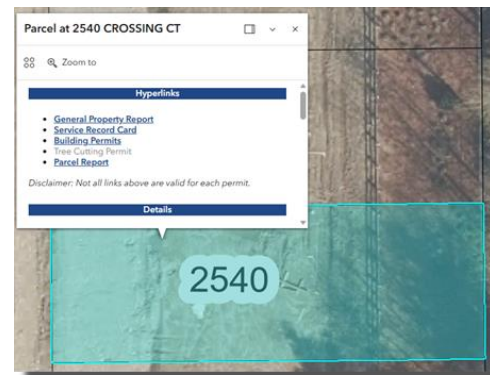 Parcel at 2540 CROSSING CT
Zoom to
Hyperlinks
General Property Report
Service Record Card
Building Permits
Tree Cutting Permit
Parcel Report
Disclaimer: Not all links above are valid for each permit.
Details
2540